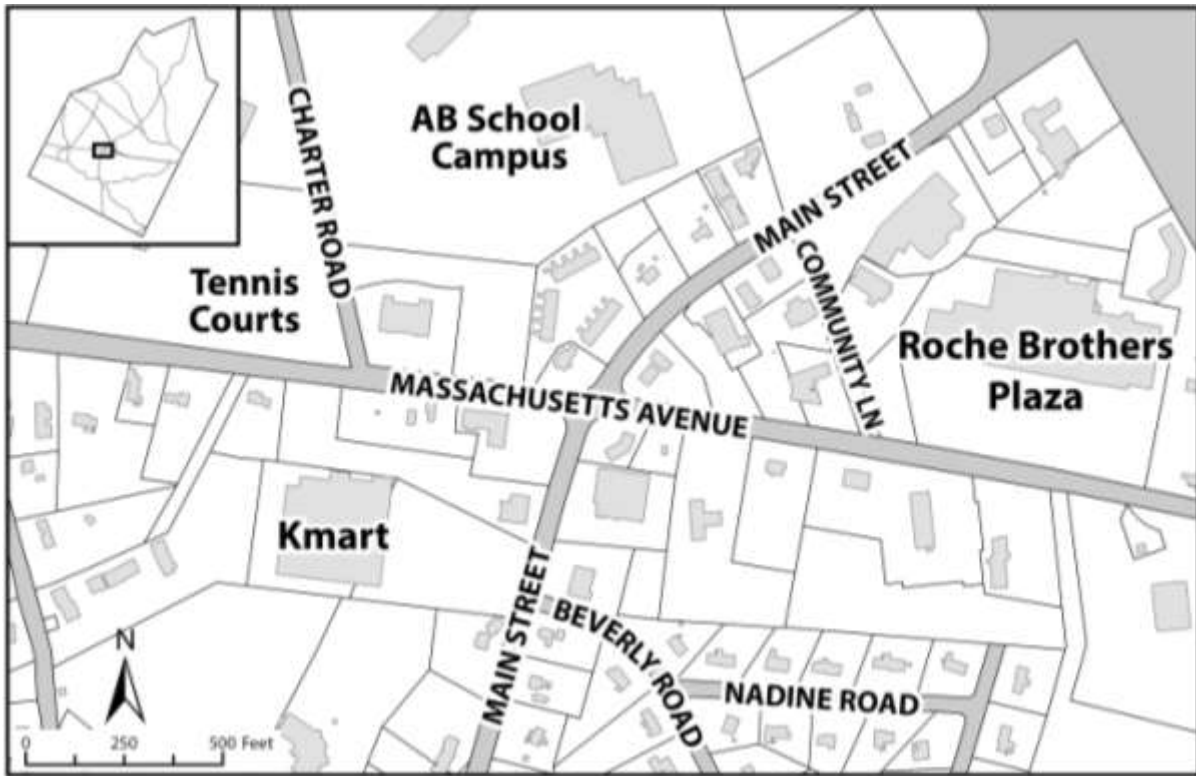 CHARTER ROAD
AB School
Campus
MAIN STREET
COMMUNITY LN
Tennis
Courts
Roche Brothers
Plaza
MASSACHUSETTS AVENUE
Kmart
MAIN STREET
BEVERLY ROAD
NADINE ROAD
N
0 250 500 Feet